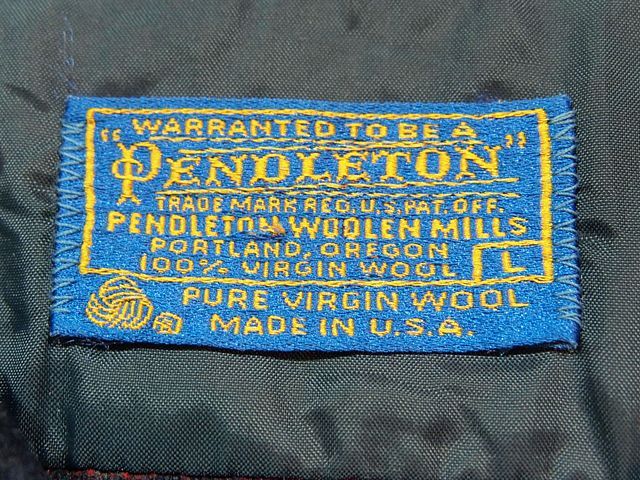 WARRANTED TO BE A
"PENDLETON"
TRADE MARK REG. U.S. PAT. OFF.
PENDLETON WOOLEN MILLS
PORTLAND, OREGON
100% VIRGIN WOOL L
PURE VIRGIN WOOL
MADE IN U.S.A.